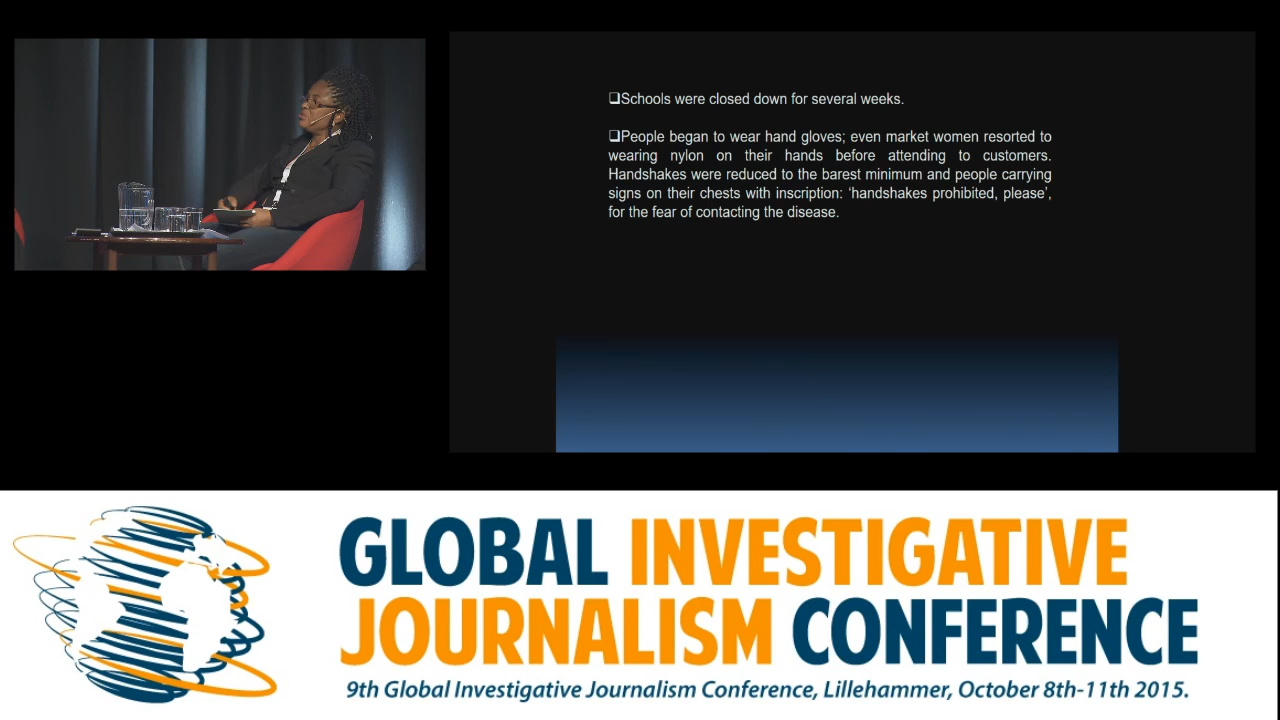 ❑Schools were closed down for several weeks.
❑People began to wear hand gloves; even market women resorted to
wearing nylon on their hands before attending to customers.
Handshakes were reduced to the barest minimum and people carrying
signs on their chests with inscription: ‘handshakes prohibited, please’,
for the fear of contacting the disease.
GLOBAL INVESTIGATIVE
JOURNALISM CONFERENCE
9th Global Investigative Journalism Conference, Lillehammer, October 8th-11th 2015.